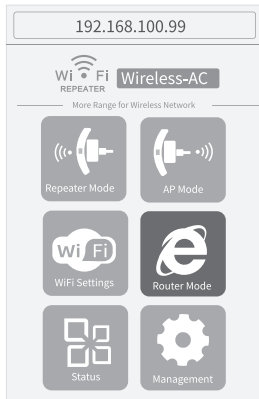 192.168.100.99
Wi Fi
REPEATER
Wireless-AC
More Range for Wireless Network
Repeater Mode
AP Mode
Wi Fi
WiFi Settings
Router Mode
Status
Management